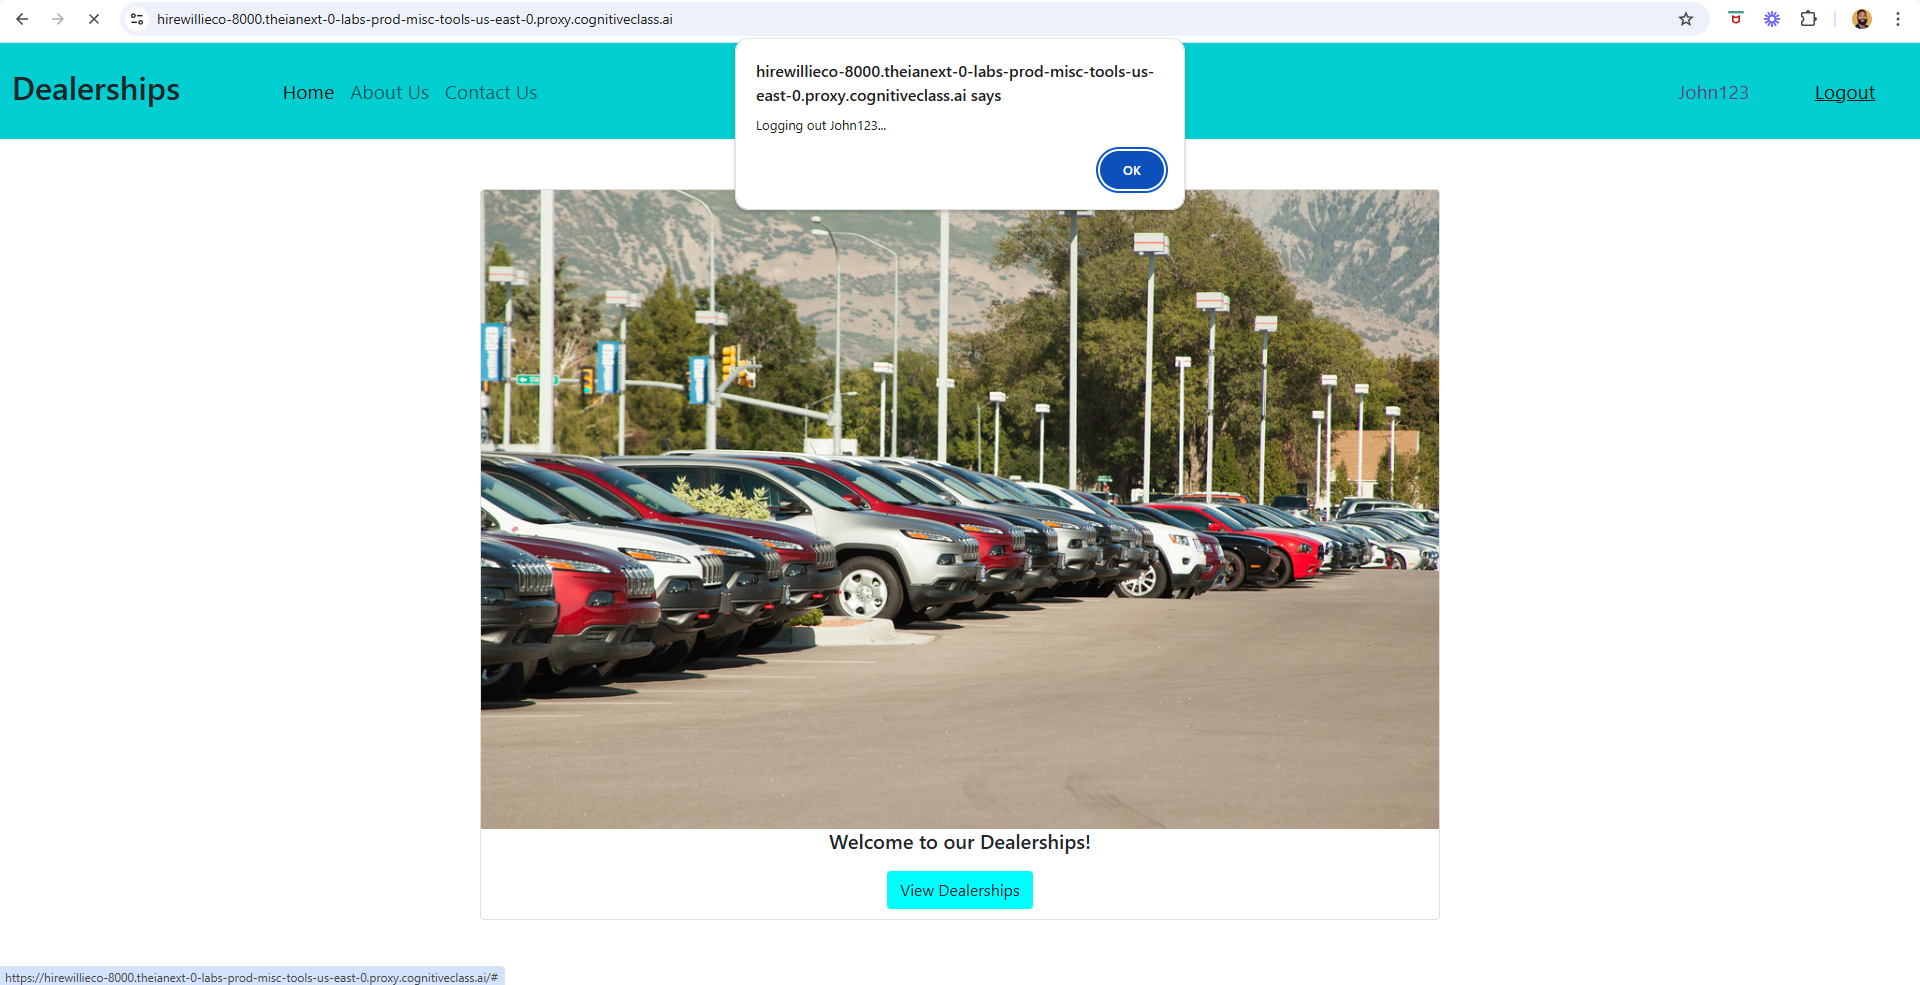 hirewillieco-8000.theianext-0-labs-prod-misc-tools-us-east-0.proxy.cognitiveclass.ai
hirewillieco-8000.theianext-0-labs-prod-misc-tools-us-
east-0.proxy.cognitiveclass.ai says
Logging out John123...
OK
Dealerships
Home
About Us
Contact Us
John123
Logout
Welcome to our Dealerships!
View Dealerships
https://hirewillieco-8000.theianext-0-labs-prod-misc-tools-us-east-0.proxy.cognitiveclass.ai/#